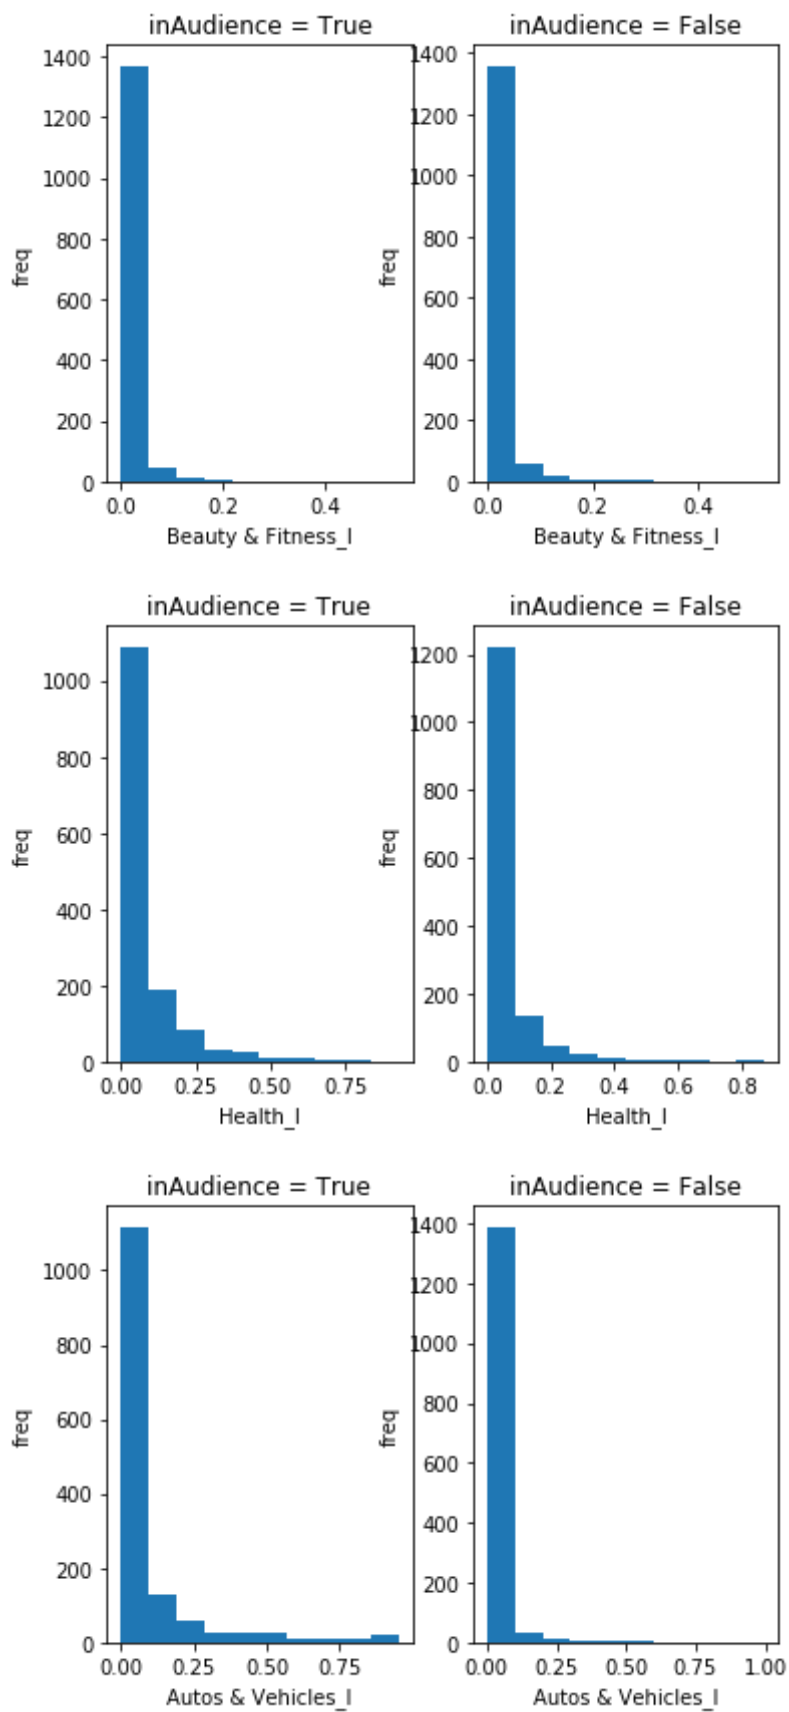 inAudience = True inAudience = False
1400 1400
1200 1200
1000 1000
800 800
freq freq
600 600
400 400
200 200
0 0
0.0 0.2 0.4 0.0 0.2 0.4
Beauty & Fitness_I Beauty & Fitness_I
inAudience = True inAudience = False
1200
1000 1000
800 800
freq freq
600 600
400 400
200 200
0 0
0.00 0.25 0.50 0.75 0.0 0.2 0.4 0.6 0.8
Health_I Health_I
inAudience = True inAudience = False
1400
1200
1000 1000
800 800
freq freq
600 600
400 400
200 200
0 0
0.00 0.25 0.50 0.75 0.00 0.25 0.50 0.75 1.00
Autos & Vehicles_I Autos & Vehicles_I